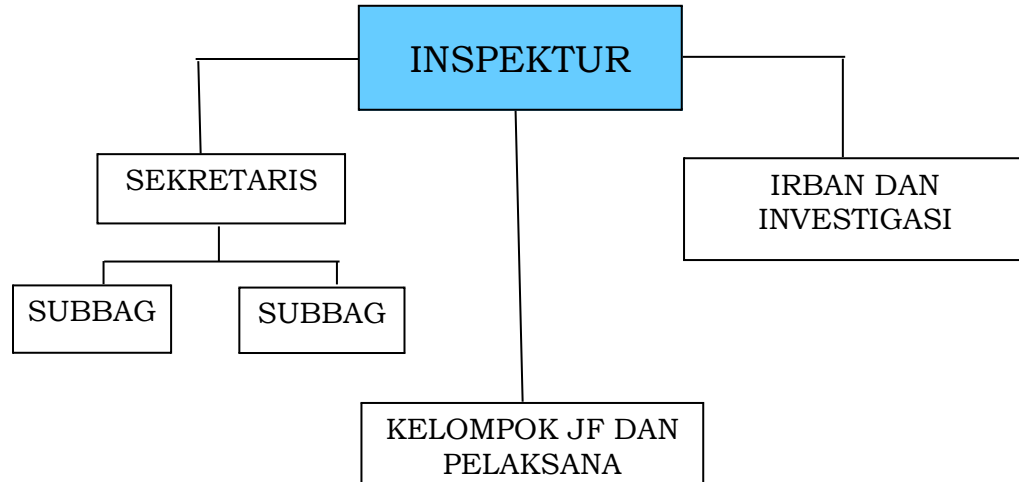 INSPEKTUR
SEKRETARIS
IRBAN DAN
INVESTIGASI
SUBBAG
SUBBAG
KELOMPOK JF DAN
PELAKSANA